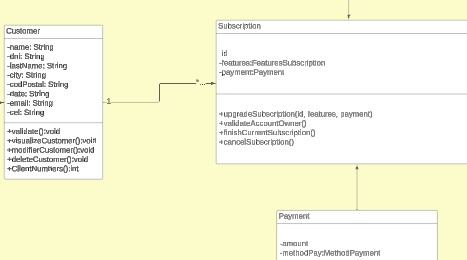 Customer
-name: String
-dni: String
-lastName: String
-city: String
-codPostal: String
-date: String
-email: String
-cel: String
+validate():void
+visualizeCustomer():void
+modifierCustomer():void
+deleteCustomer():void
+ClientNumbers():int
1
*...
Subscription
id
-features:FeaturesSubscription
-payment:Payment
+upgradeSubscription(id, features, payment)
+validateAccountOwner()
+finishCurrentSubscription()
+cancelSubscription()
Payment
-amount
-methodPay:MethodPayment